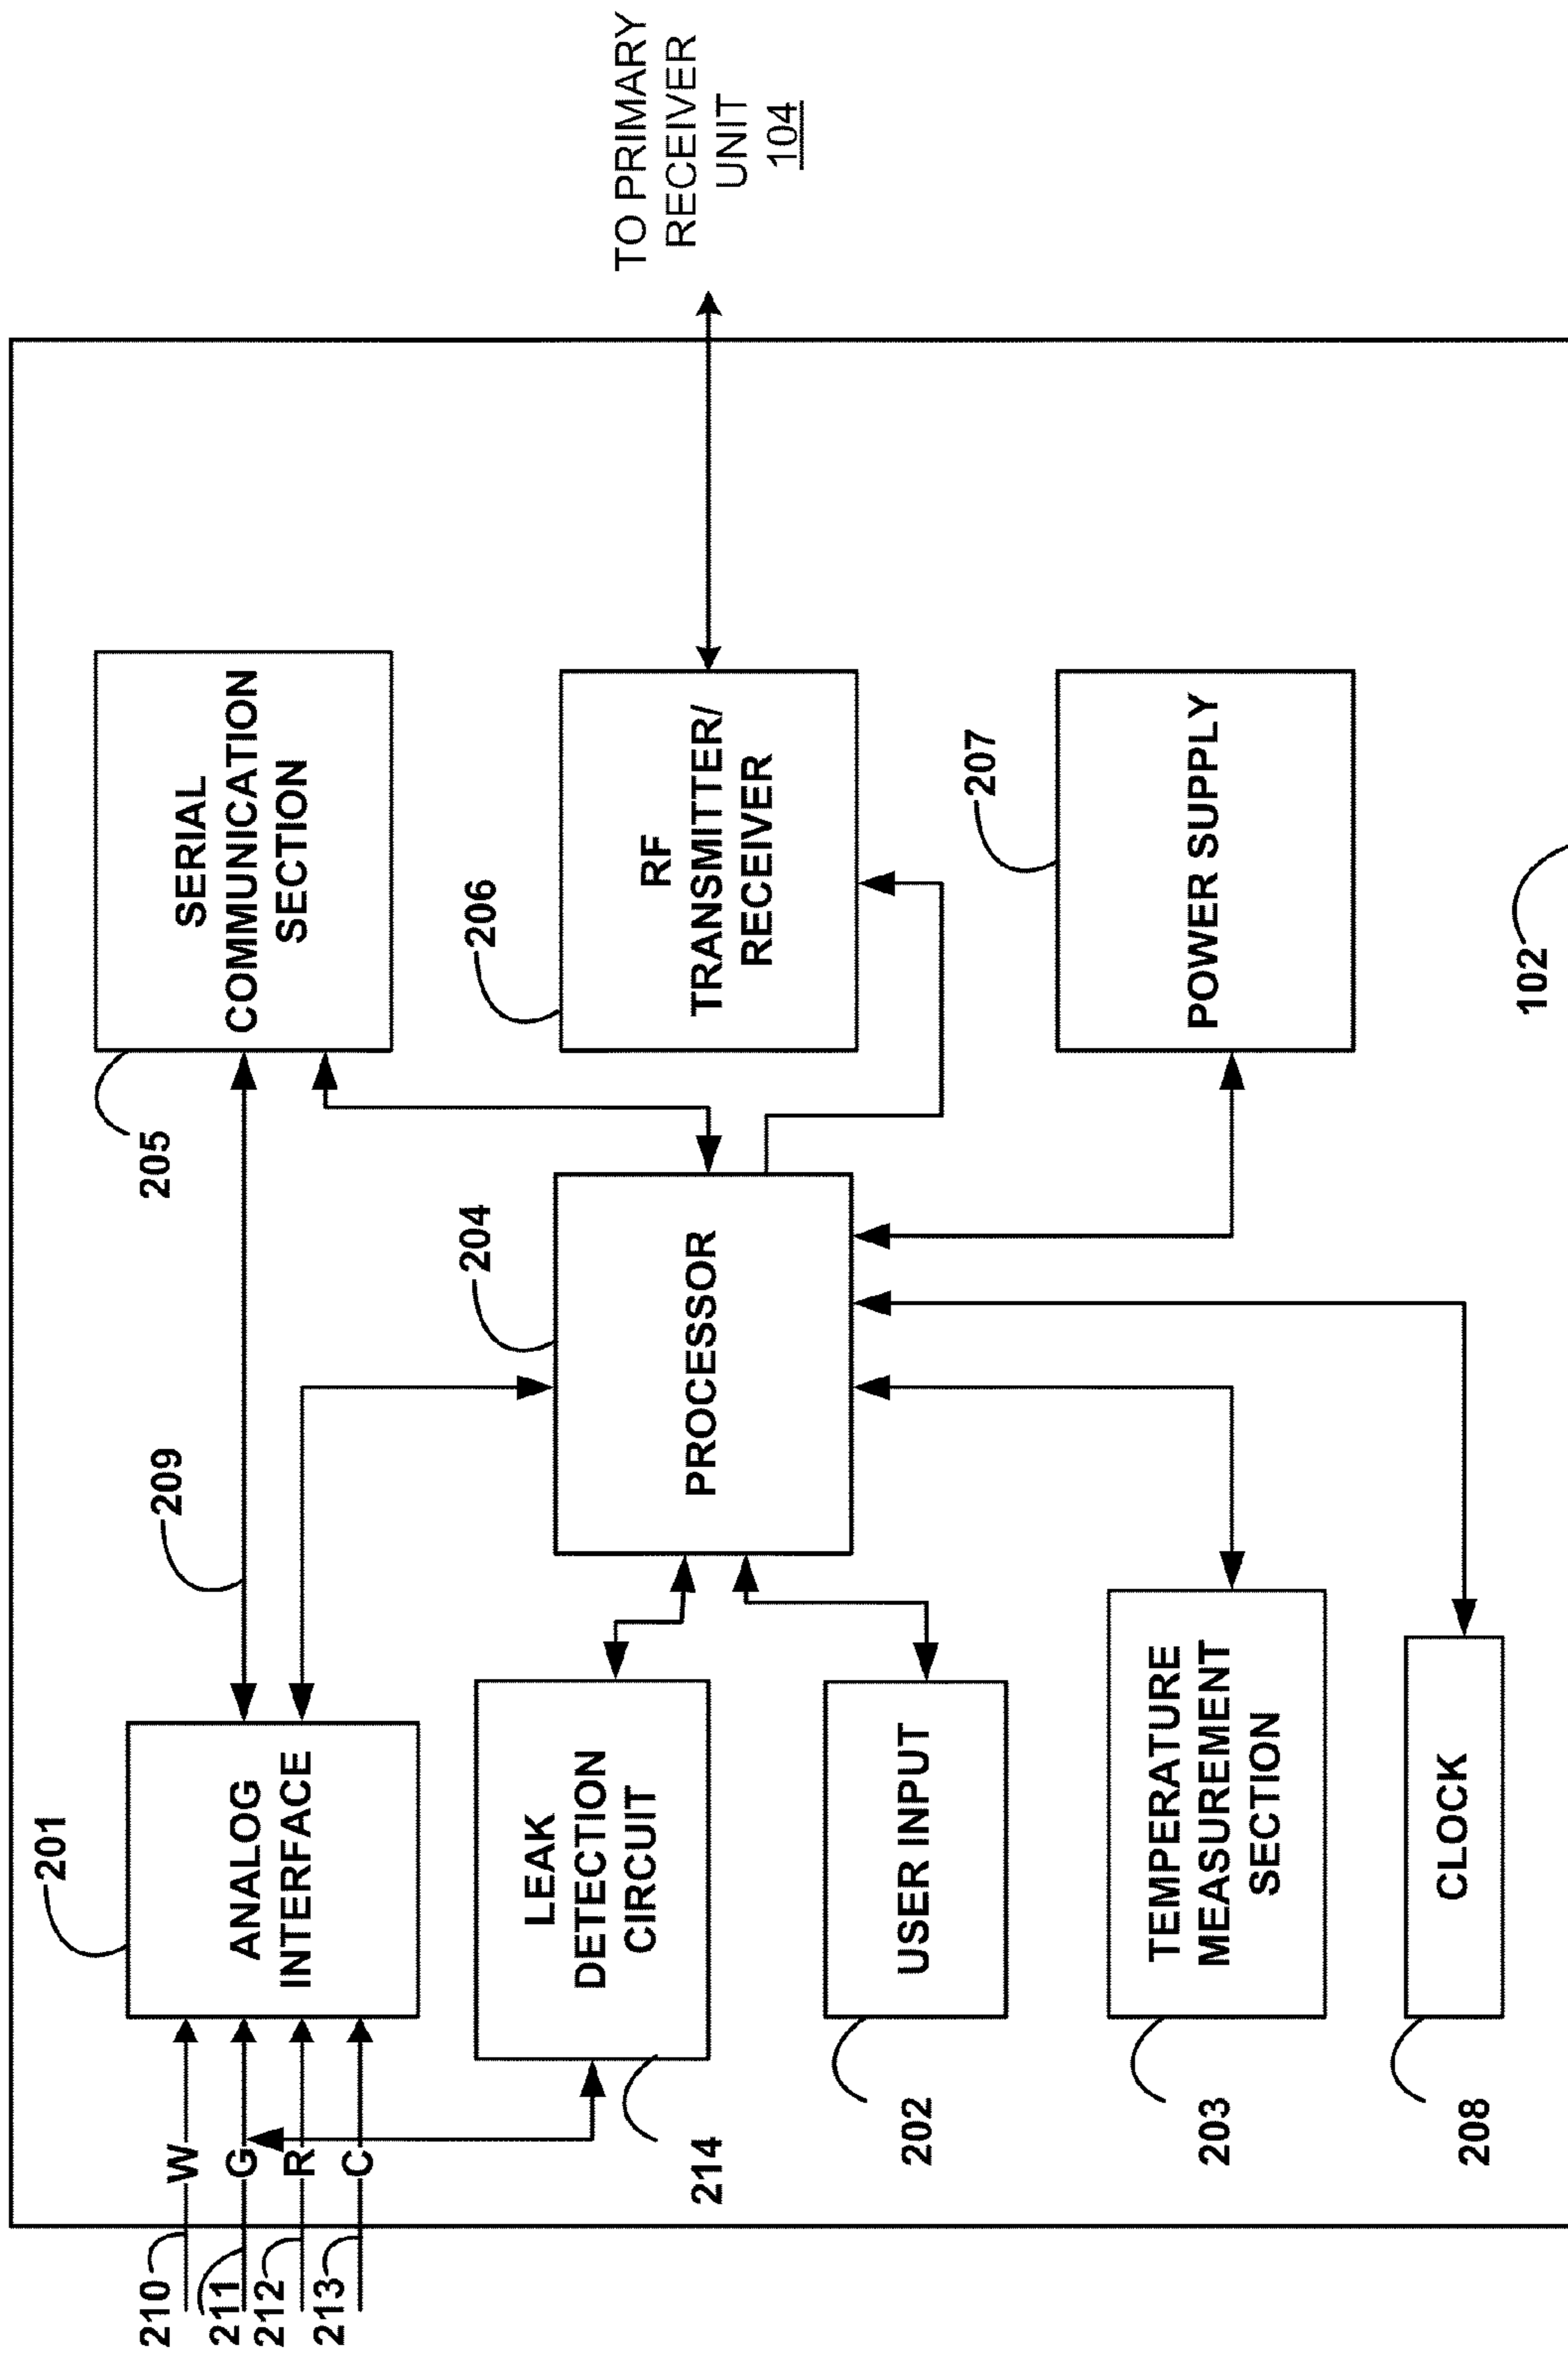 210
W
211
G
212
R
213
C
201
ANALOG
INTERFACE
209
205
SERIAL
COMMUNICATION
SECTION
214
LEAK
DETECTION
CIRCUIT
204
PROCESSOR
206
RF
TRANSMITTER/
RECEIVER
TO PRIMARY
RECEIVER
UNIT
104
202
USER INPUT
203
TEMPERATURE
MEASUREMENT
SECTION
207
POWER SUPPLY
208
CLOCK
102